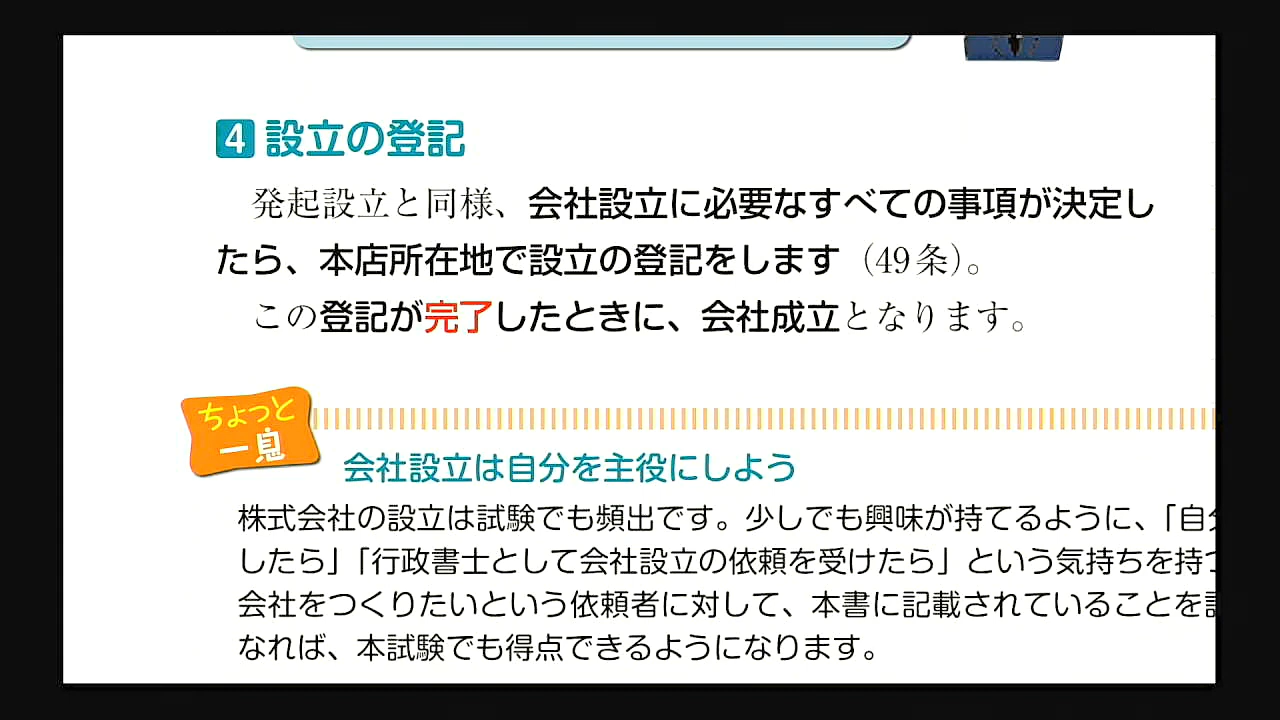 4 設立の登記
発起設立と同様、会社設立に必要なすべての事項が決定し
たら、本店所在地で設立の登記をします（49条）。
この登記が完了したときに、会社成立となります。
ちょっと
一息
会社設立は自分を主役にしよう
株式会社の設立は試験でも頻出です。少しでも興味が持てるように、「自分
したら」「行政書士として会社設立の依頼を受けたら」という気持ちを持つ
会社をつくりたいという依頼者に対して、本書に記載されていることを
なれば、本試験でも得点できるようになります。